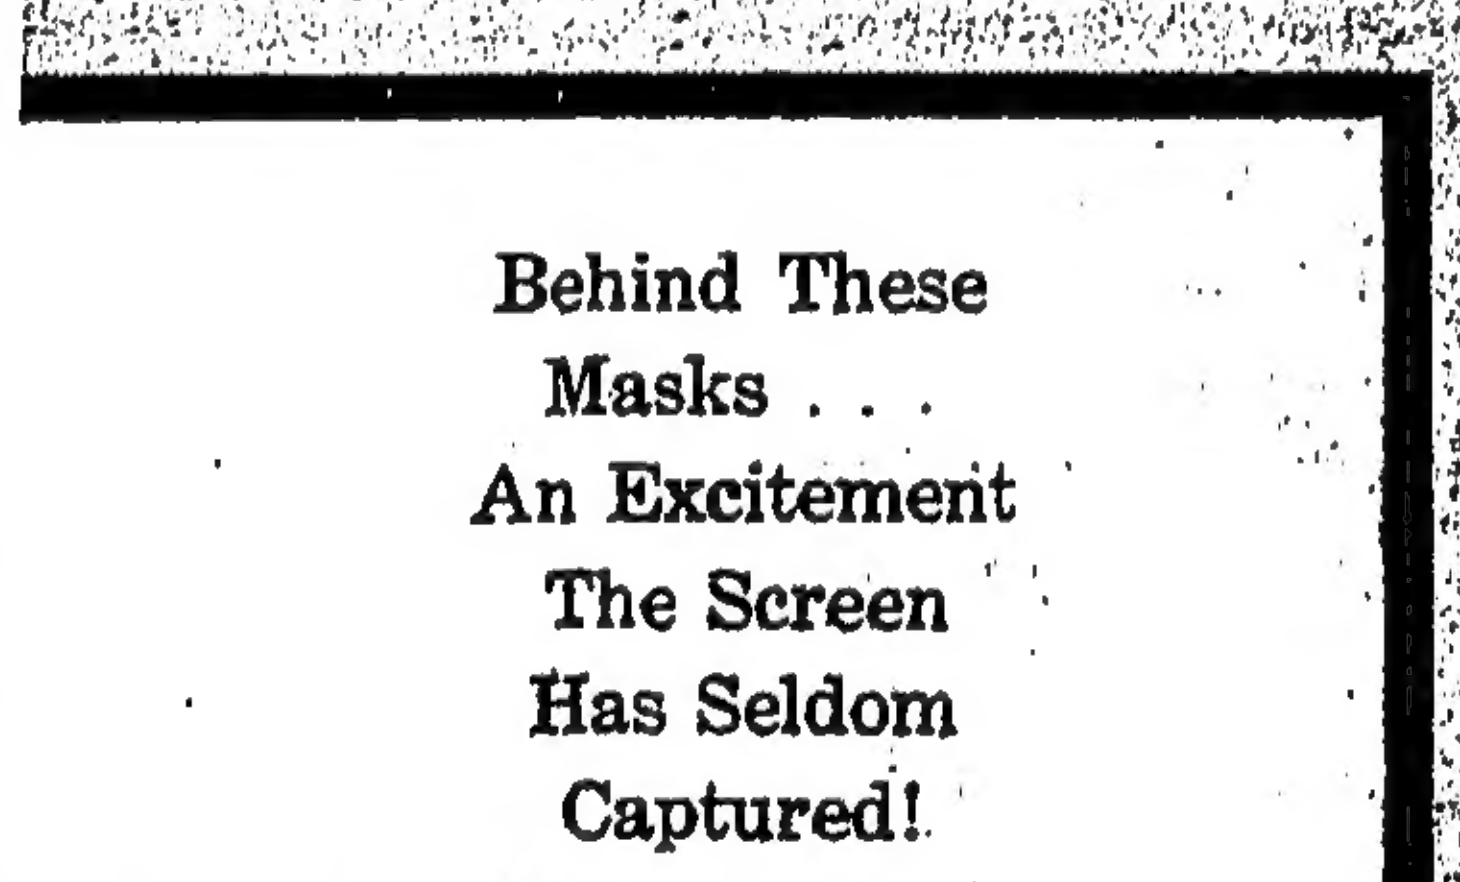 Behind These
Masks . . .
An Excitement
The Screen
Has Seldom
Captured!